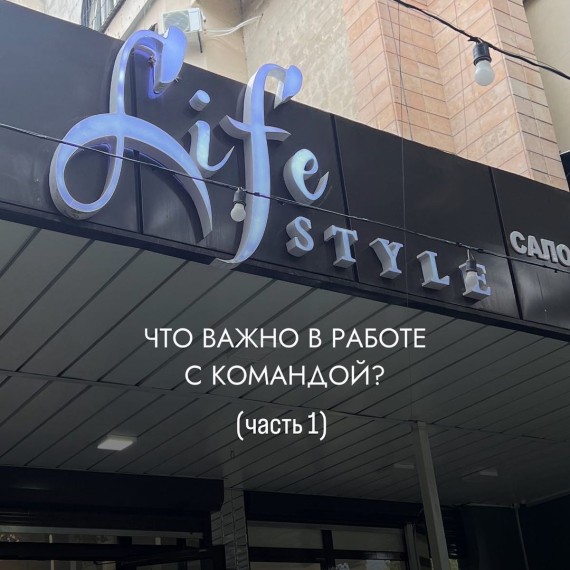 Life
STYLE
САЛО
ЧТО ВАЖНО В РАБОТЕ
С КОМАНДОЙ?
(часть 1)